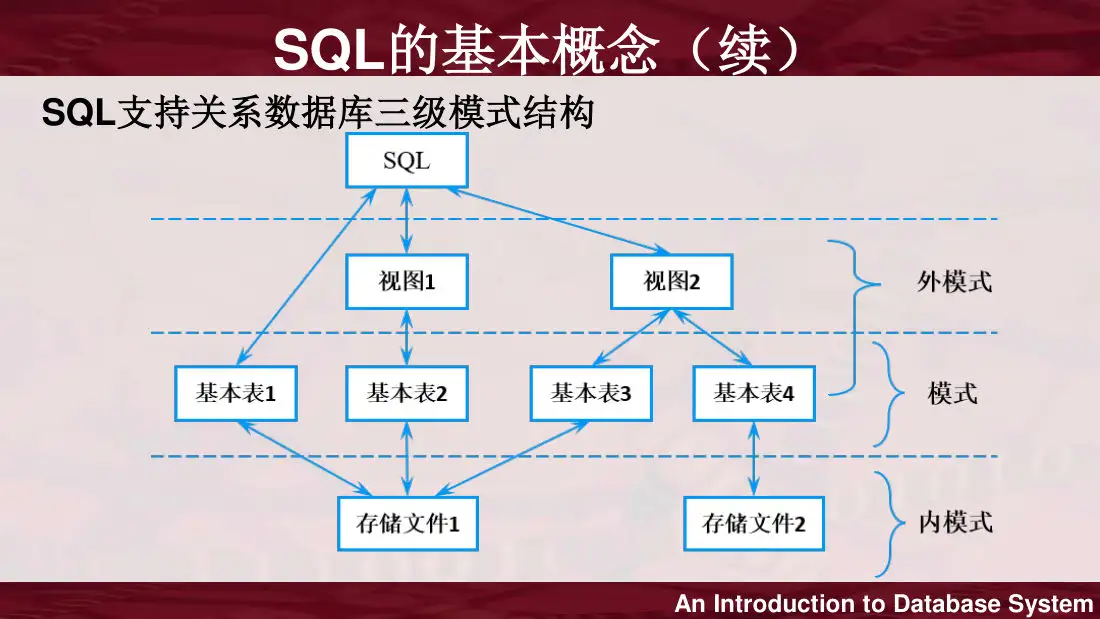 SQL的基本概念（续）
SQL支持关系数据库三级模式结构
SQL
视图1 视图2 外模式
基本表1 基本表2 基本表3 基本表4 模式
存储文件1 存储文件2 内模式
An Introduction to Database System